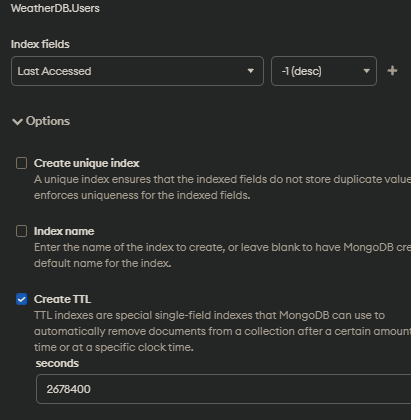 WeatherDB.Users
Index fields
Last Accessed
-1 (desc)
Options
Create unique index
A unique index ensures that the indexed fields do not store duplicate value
enforces uniqueness for the indexed fields.
Index name
Enter the name of the index to create, or leave blank to have MongoDB cre
default name for the index.
Create TTL
TTL indexes are special single-field indexes that MongoDB can use to
automatically remove documents from a collection after a certain amount
time or at a specific clock time.
seconds
2678400